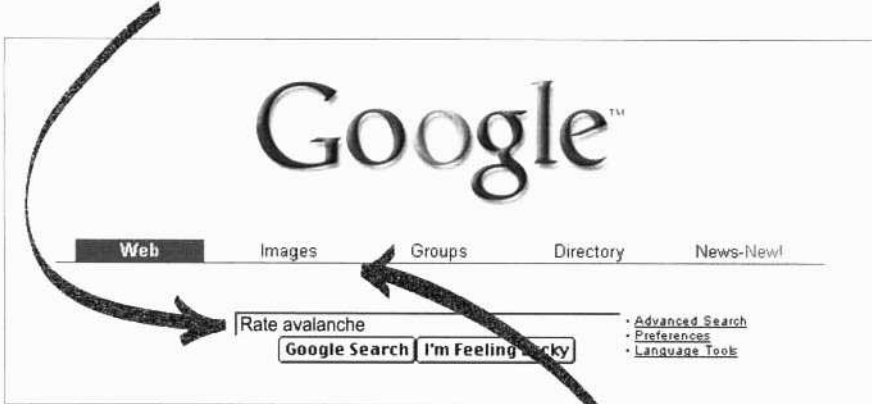 Google™
Web Images Groups Directory News-New!
Rate avalanche
· Advanced Search
· Preferences
· Language Tools
Google Search I'm Feeling